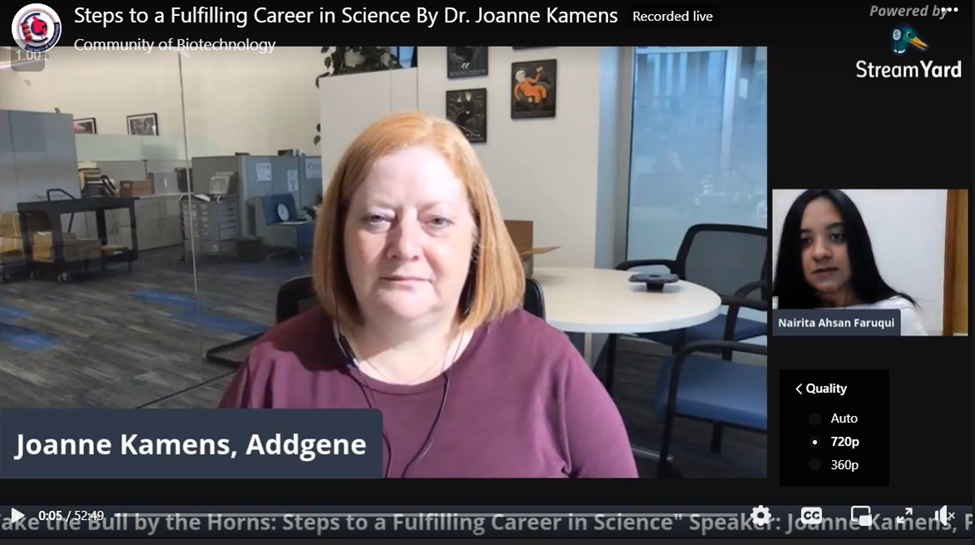 Steps to a Fulfilling Career in Science By Dr. Joanne Kamens
Recorded live
Powered by
Community of Biotechnology
1.00
StreamYard
Nairita Ahsan Faruqui
Quality
Auto
720p
360p
Joanne Kamens, Addgene
0:05 / 52:49
CC
ake the Bull by the Horns: Steps to a Fulfilling Career in Science" Speaker: Joanne Kamens, P